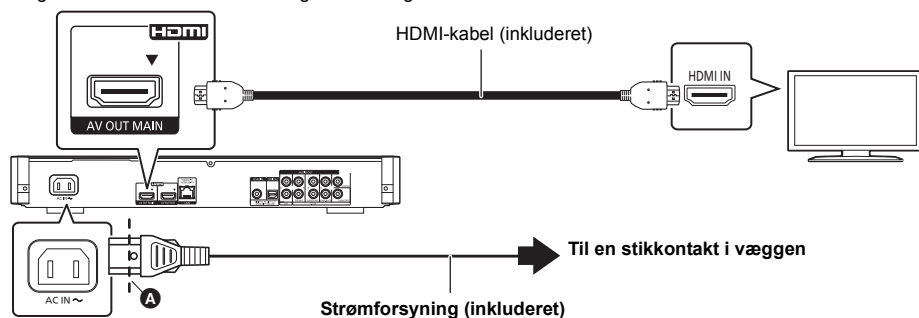 HDMI
HDMI-kabel (inkluderet)
HDMI IN
AV OUT MAIN
AC IN ~
Til en stikkontakt i væggen
AC IN ~
A
Strømforsyning (inkluderet)